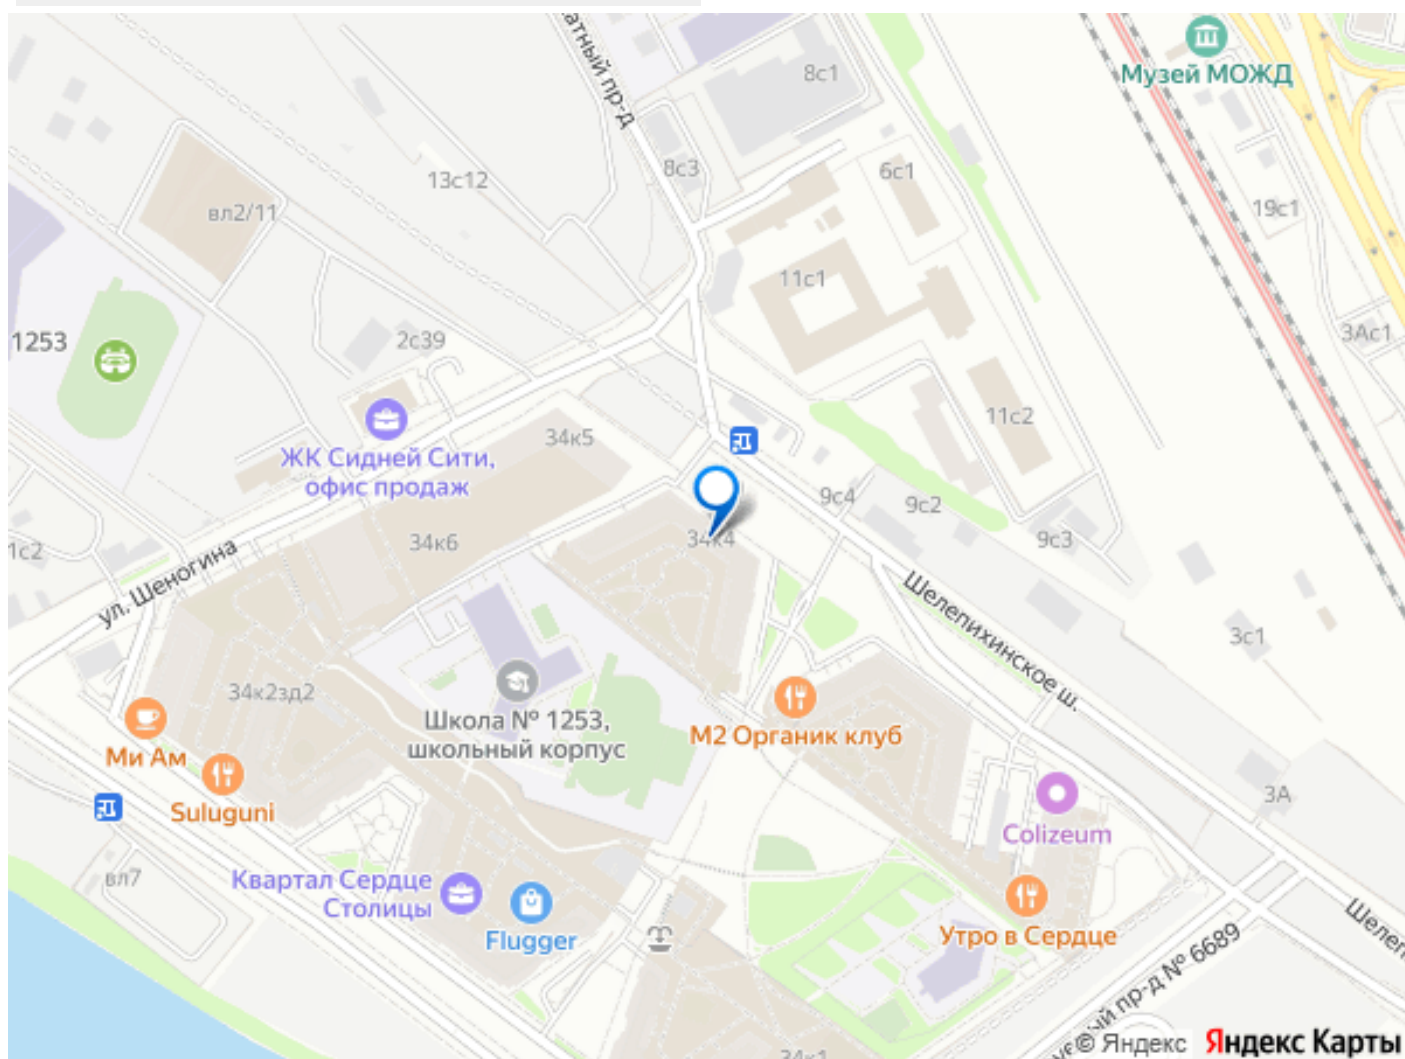 Музей МОЖД
8с1
атный пр-д
8с3
6с1
13с12
19с1
вл2/11
11с1
3Ас1
1253
2с39
11с2
34к5
ЖК Сидней Сити,
офис продаж
9с4
9с2
34к4
34к6
9с3
1с2
ул. Шеногина
Шелепихинское ш.
3с1
34к2зд2
Школа № 1253,
школьный корпус
М2 Органик клуб
Ми Ам
Suluguni
3А
Colizeum
вл7
Квартал Сердце
Столицы
Flugger
Утро в Сердце
Шелеп
пр-д № 6689
34к1
© Яндекс
Яндекс Карты